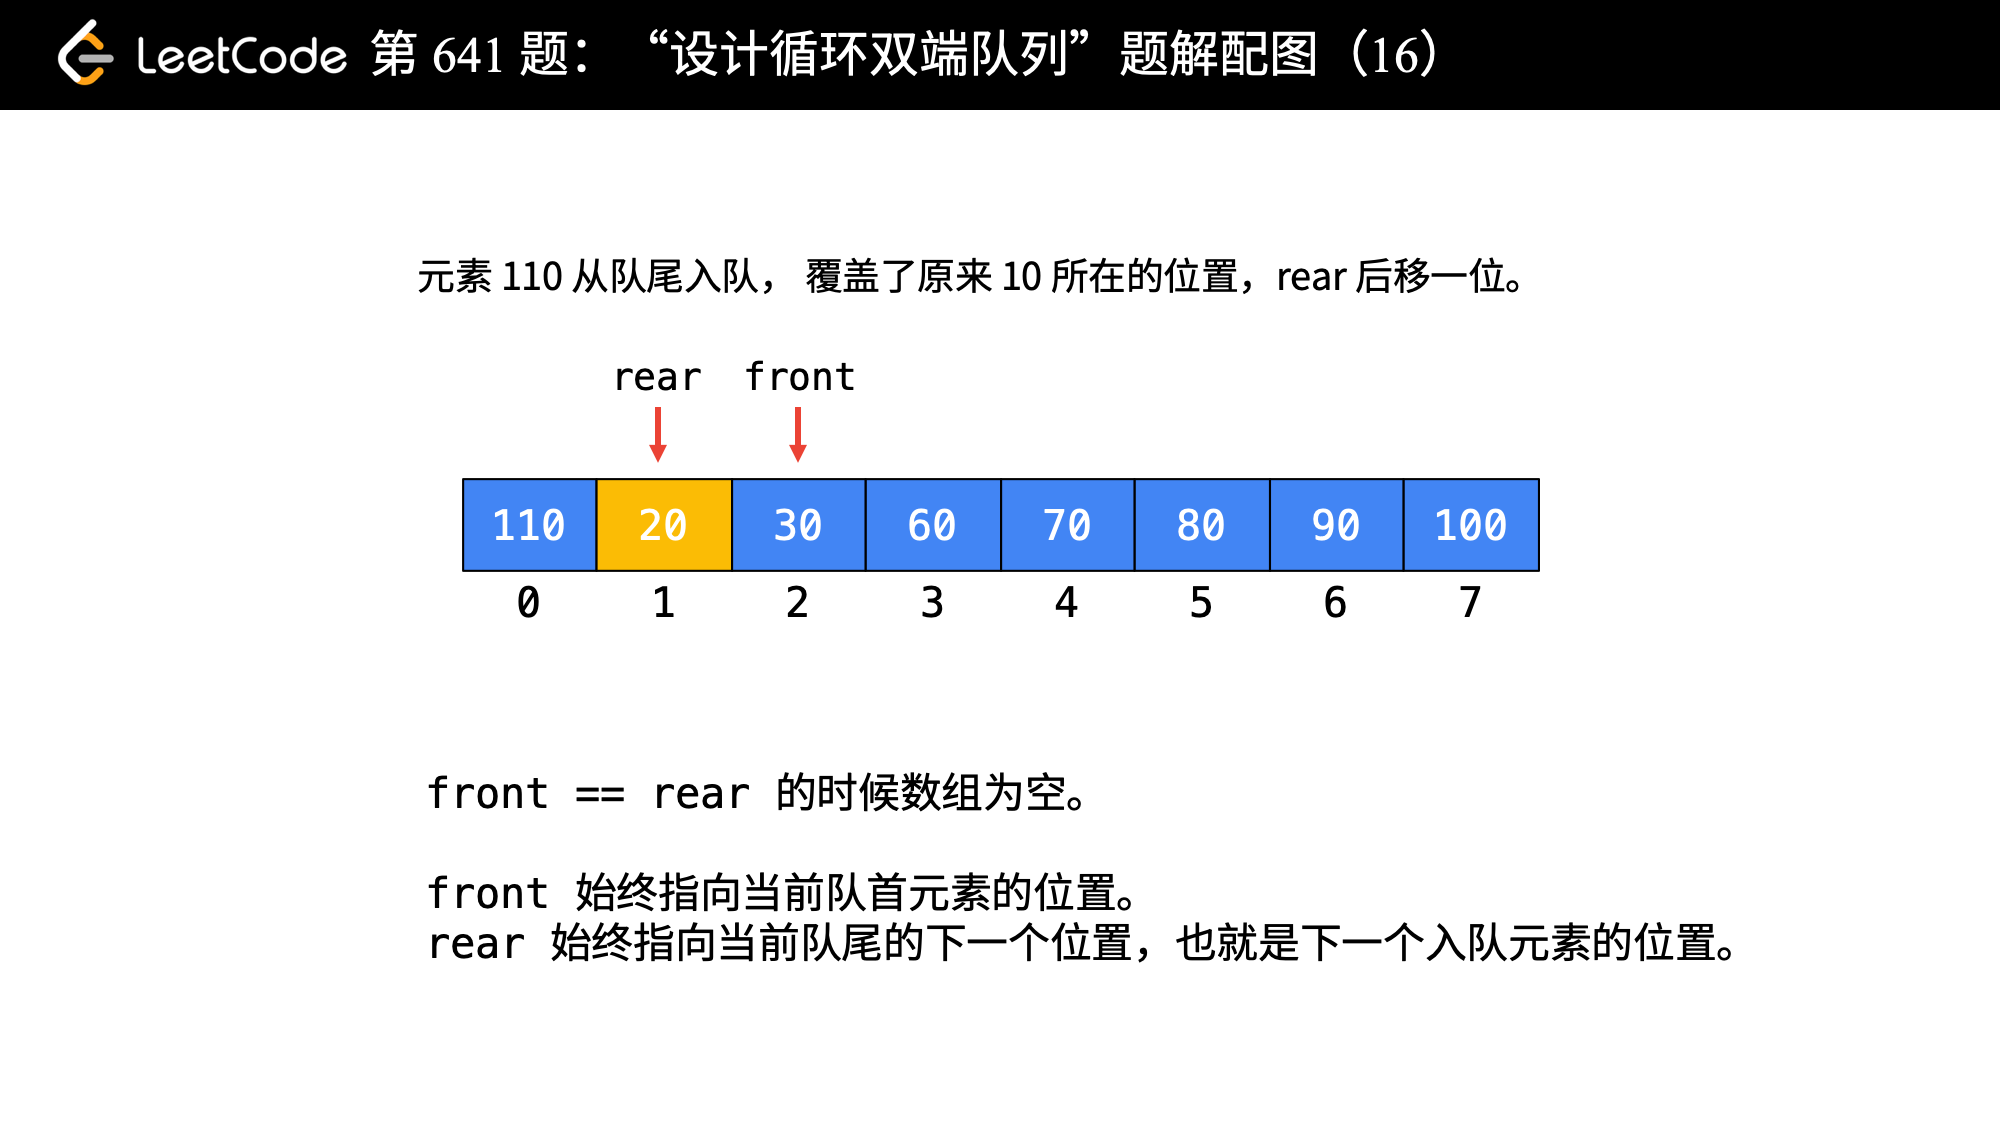 LeetCode 第 641 题：“设计循环双端队列”题解配图（16）
元素 110 从队尾入队， 覆盖了原来 10 所在的位置，rear 后移一位。
rear front
110 20 30 60 70 80 90 100
0 1 2 3 4 5 6 7
front == rear 的时候数组为空。
front 始终指向当前队首元素的位置。
rear 始终指向当前队尾的下一个位置，也就是下一个入队元素的位置。